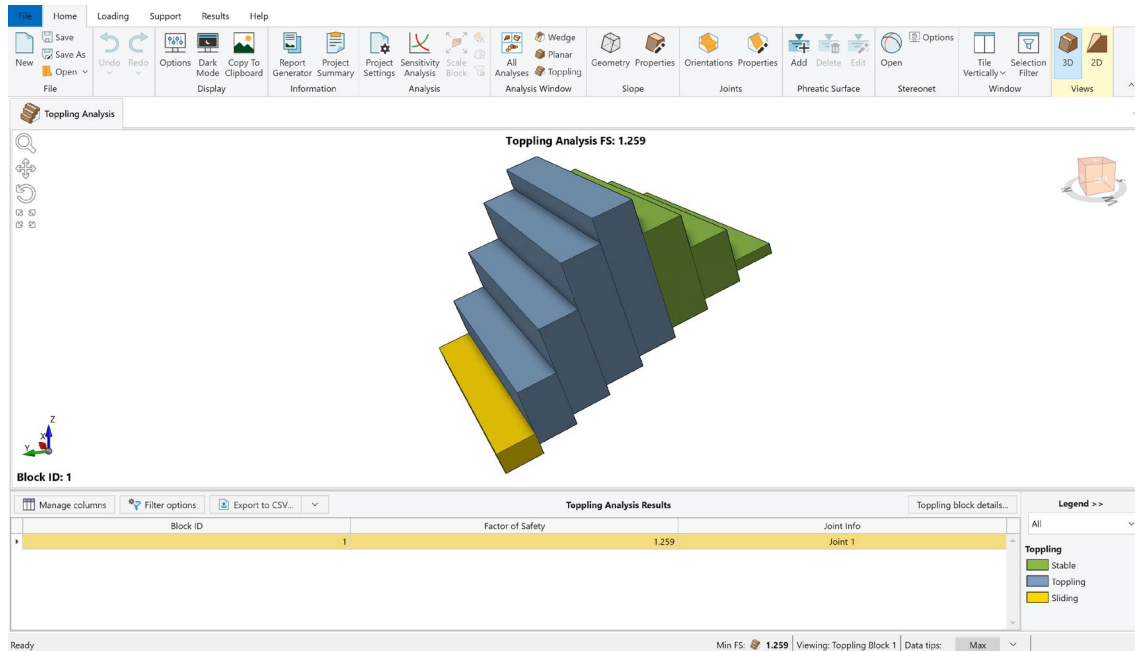 File Home Loading Support Results Help
New Save Save As Open Undo Redo Options Dark Mode Copy To Clipboard Report Generator Project Summary Project Settings Sensitivity Analysis Scale Block All Analyses Wedge Planar Toppling Geometry Properties Orientations Properties Add Delete Edit Open Options Tile Vertically Selection Filter 3D 2D
File Display Information Analysis Analysis Window Slope Joints Phreatic Surface Stereonet Window Views
Toppling Analysis
Toppling Analysis FS: 1.259
Z
X
Y
Block ID: 1
Manage columns Filter options Export to CSV... Toppling Analysis Results Toppling block details... Legend >>
Block ID Factor of Safety Joint Info All
1 1.259 Joint 1
Toppling
Stable
Toppling
Sliding
Ready Min FS: 1.259 Viewing: Toppling Block 1 Data tips: Max